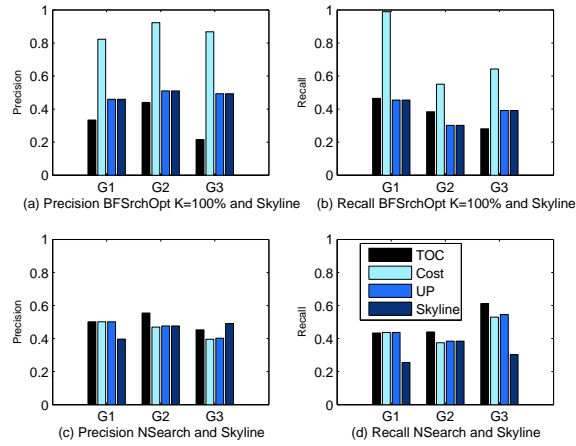 1
0.8
0.6
0.4
0.2
0
Precision
G1 G2 G3
(a) Precision BFSrchOpt K=100% and Skyline
1
0.8
0.6
0.4
0.2
0
Recall
G1 G2 G3
(b) Recall BFSrchOpt K=100% and Skyline
1
0.8
0.6
0.4
0.2
0
Precision
G1 G2 G3
(c) Precision NSearch and Skyline
1
0.8
0.6
0.4
0.2
0
Recall
TOC
Cost
UP
Skyline
G1 G2 G3
(d) Recall NSearch and Skyline